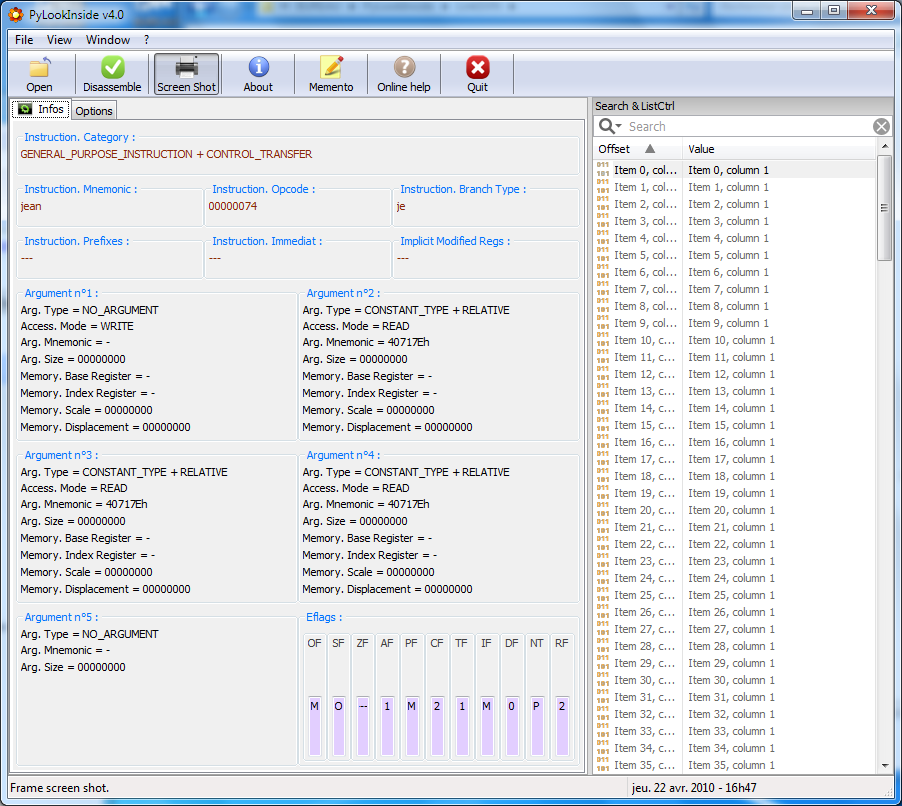 PyLookInside v4.0
File View Window ?
Open Disassemble Screen Shot About Memento Online help Quit
Infos Options
Instruction. Category :
GENERAL_PURPOSE_INSTRUCTION + CONTROL_TRANSFER
Instruction. Mnemonic : Instruction. Opcode : Instruction. Branch Type :
jean 00000074 je
Instruction. Prefixes : Instruction. Immediat : Implicit Modified Regs :
--- --- ---
Argument n°1 :
Arg. Type = NO_ARGUMENT
Access. Mode = WRITE
Arg. Mnemonic = -
Arg. Size = 00000000
Memory. Base Register = -
Memory. Index Register = -
Memory. Scale = 00000000
Memory. Displacement = 00000000
Argument n°2 :
Arg. Type = CONSTANT_TYPE + RELATIVE
Access. Mode = READ
Arg. Mnemonic = 40717Eh
Arg. Size = 00000000
Memory. Base Register = -
Memory. Index Register = -
Memory. Scale = 00000000
Memory. Displacement = 00000000
Argument n°3 :
Arg. Type = CONSTANT_TYPE + RELATIVE
Access. Mode = READ
Arg. Mnemonic = 40717Eh
Arg. Size = 00000000
Memory. Base Register = -
Memory. Index Register = -
Memory. Scale = 00000000
Memory. Displacement = 00000000
Argument n°4 :
Arg. Type = CONSTANT_TYPE + RELATIVE
Access. Mode = READ
Arg. Mnemonic = 40717Eh
Arg. Size = 00000000
Memory. Base Register = -
Memory. Index Register = -
Memory. Scale = 00000000
Memory. Displacement = 00000000
Argument n°5 :
Arg. Type = NO_ARGUMENT
Arg. Mnemonic = -
Arg. Size = 00000000
Eflags :
OF SF ZF AF PF CF TF IF DF NT RF
M O -- 1 M 2 1 M 0 P 2
Search & ListCtrl
Search
Offset Value
Item 0, col... Item 0, column 1
Item 1, col... Item 1, column 1
Item 2, col... Item 2, column 1
Item 3, col... Item 3, column 1
Item 4, col... Item 4, column 1
Item 5, col... Item 5, column 1
Item 6, col... Item 6, column 1
Item 7, col... Item 7, column 1
Item 8, col... Item 8, column 1
Item 9, col... Item 9, column 1
Item 10, c... Item 10, column 1
Item 11, c... Item 11, column 1
Item 12, c... Item 12, column 1
Item 13, c... Item 13, column 1
Item 14, c... Item 14, column 1
Item 15, c... Item 15, column 1
Item 16, c... Item 16, column 1
Item 17, c... Item 17, column 1
Item 18, c... Item 18, column 1
Item 19, c... Item 19, column 1
Item 20, c... Item 20, column 1
Item 21, c... Item 21, column 1
Item 22, c... Item 22, column 1
Item 23, c... Item 23, column 1
Item 24, c... Item 24, column 1
Item 25, c... Item 25, column 1
Item 26, c... Item 26, column 1
Item 27, c... Item 27, column 1
Item 28, c... Item 28, column 1
Item 29, c... Item 29, column 1
Item 30, c... Item 30, column 1
Item 31, c... Item 31, column 1
Item 32, c... Item 32, column 1
Item 33, c... Item 33, column 1
Item 34, c... Item 34, column 1
Item 35, c... Item 35, column 1
Frame screen shot. jeu. 22 avr. 2010 - 16h47